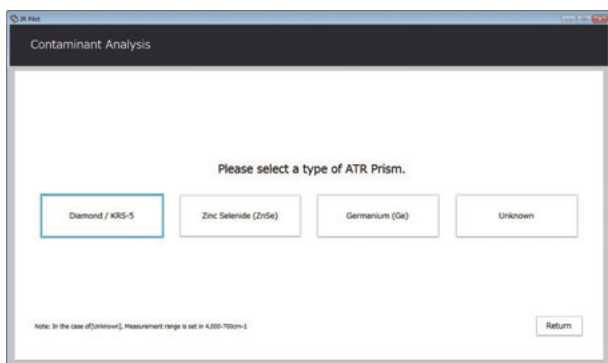 IR Pilot
Contaminant Analysis
Please select a type of ATR Prism.
Diamond / KRS-5
Zinc Selenide (ZnSe)
Germanium (Ge)
Unknown
Note: In the case of[Unknown], Measurement range is set in 4,000-700cm-1
Return